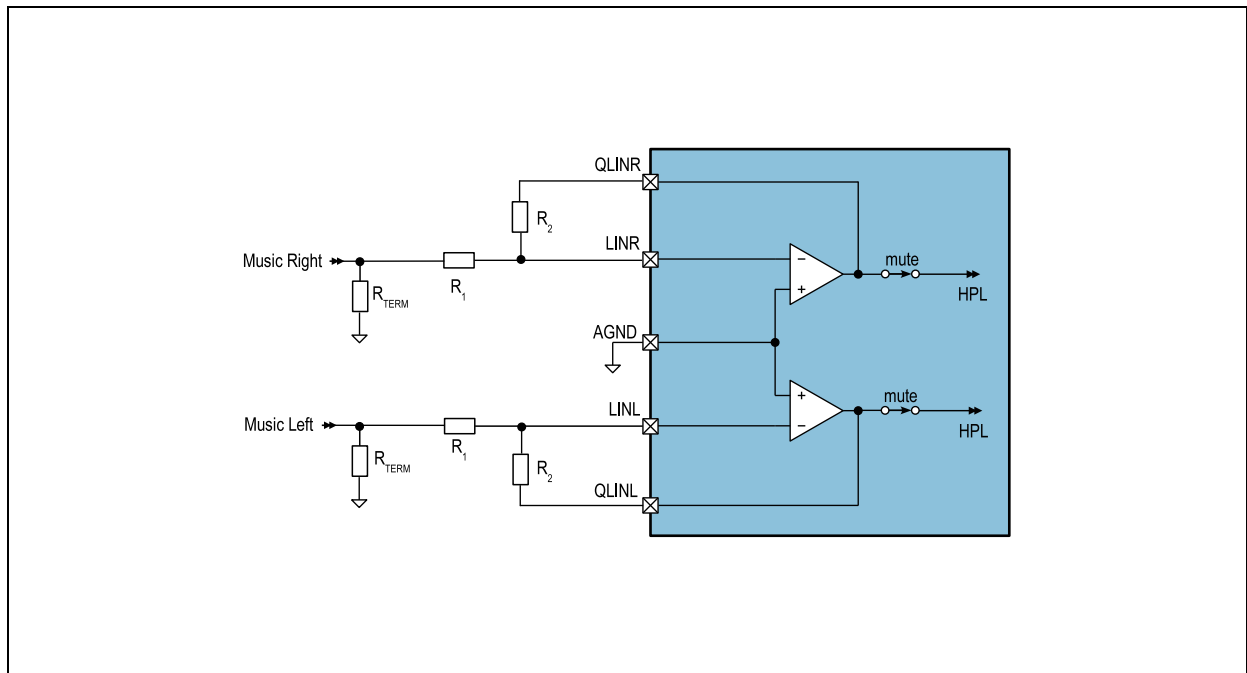 QLINR
R2
LINR
mute
Music Right
R1
HPL
RTERM
AGND
LINL
mute
Music Left
R1
HPL
RTERM
R2
QLINL